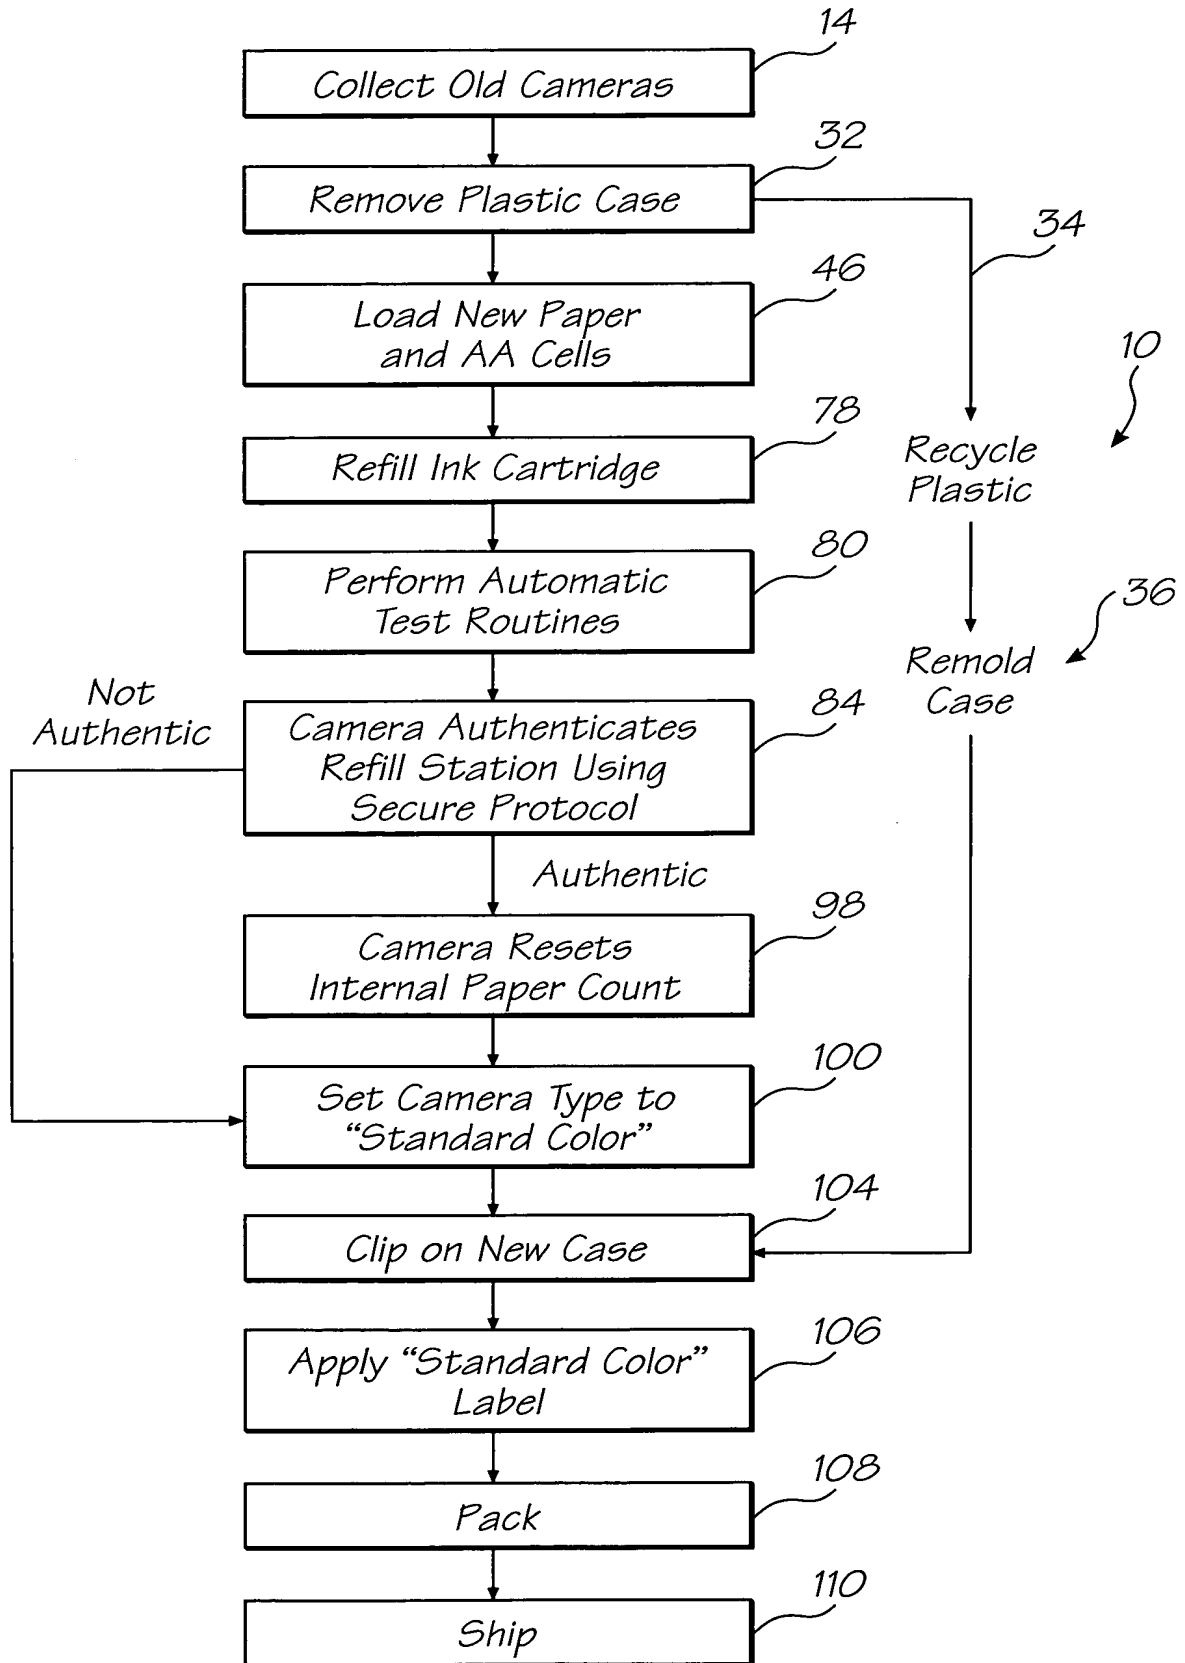 14
Collect Old Cameras
32
Remove Plastic Case
34
46
Load New Paper
and AA Cells
10
78
Refill Ink Cartridge
Recycle
Plastic
80
Perform Automatic
Test Routines
36
Remold
Case
Not
Authentic
84
Camera Authenticates
Refill Station Using
Secure Protocol
Authentic
98
Camera Resets
Internal Paper Count
100
Set Camera Type to
“Standard Color”
104
Clip on New Case
106
Apply “Standard Color”
Label
108
Pack
110
Ship